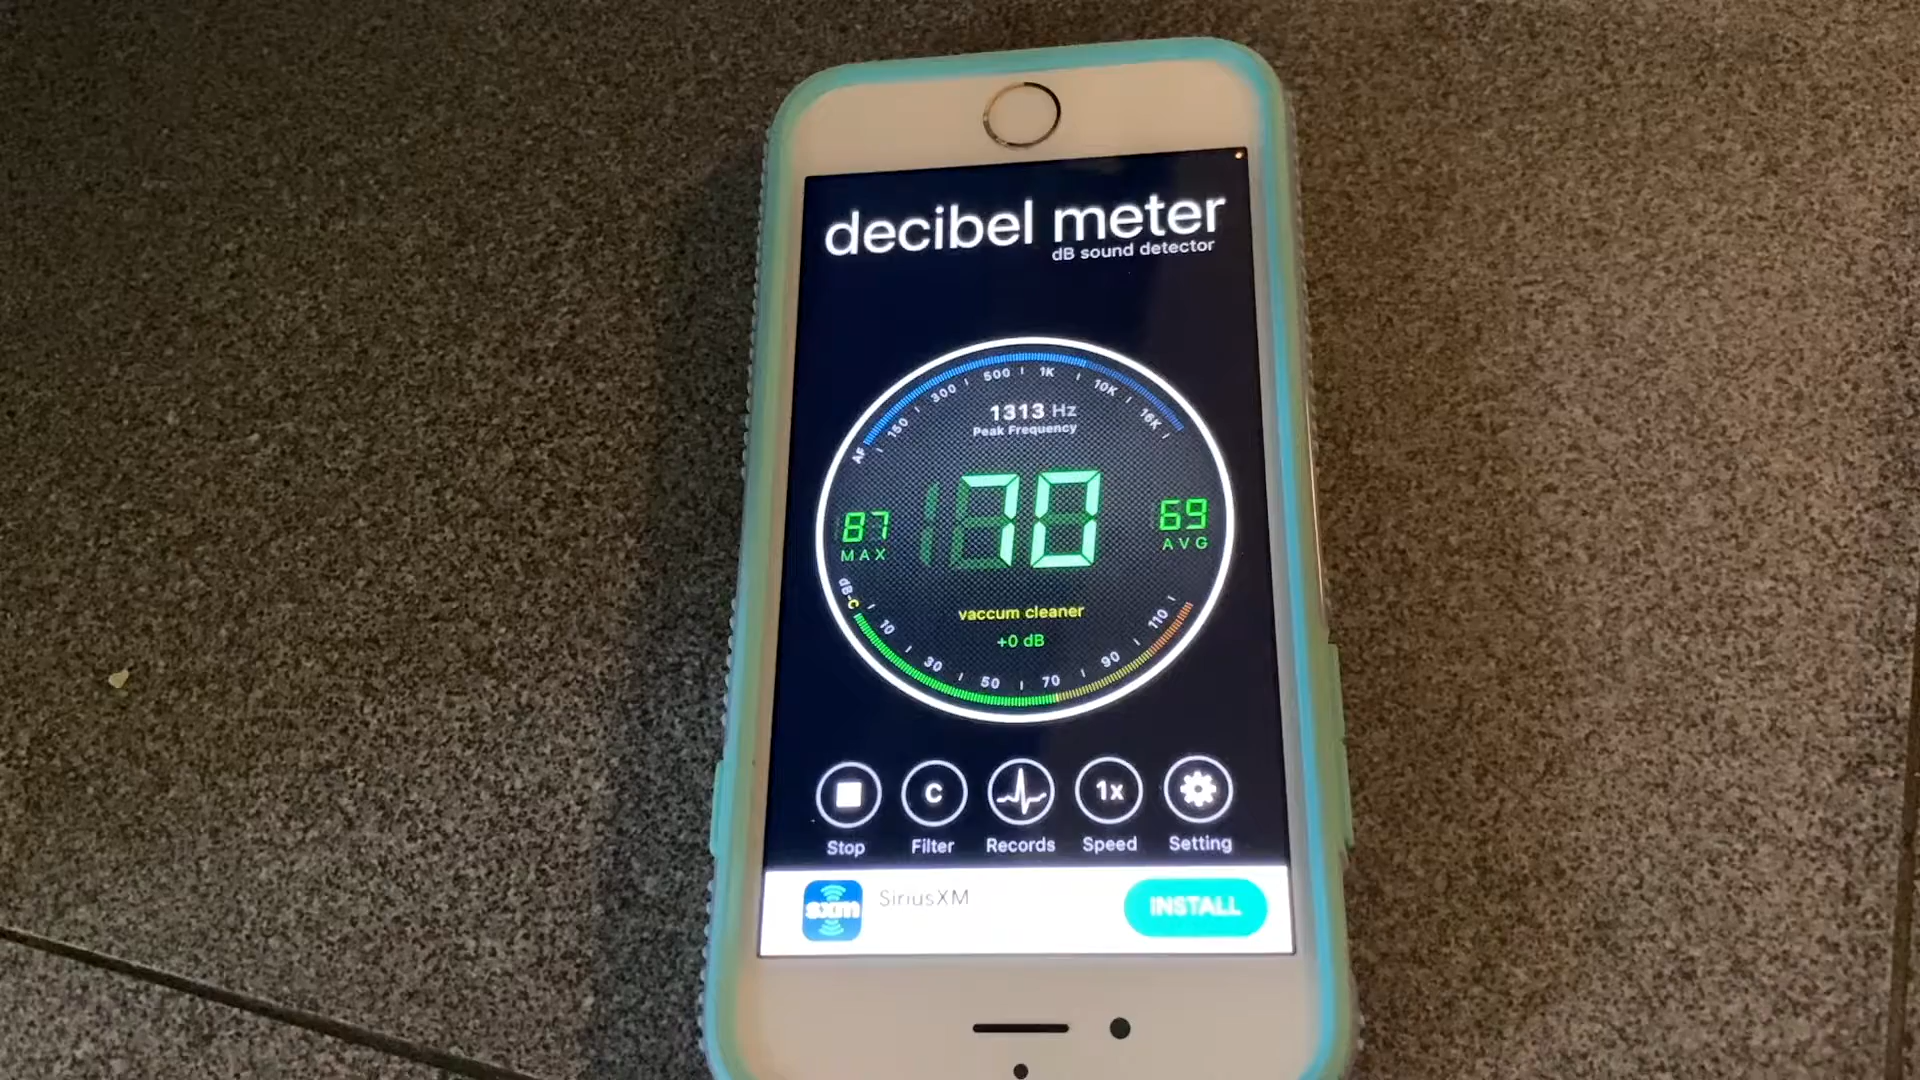 decibel meter
dB sound detector
AF 150 300 500 1K 10K 16K
1313 Hz
Peak Frequency
87
MAX
70
69
AVG
vaccum cleaner
+0 dB
dB-C 10 30 50 70 90 110
C
1x
Stop
Filter
Records
Speed
Setting
sxm
SiriusXM
INSTALL